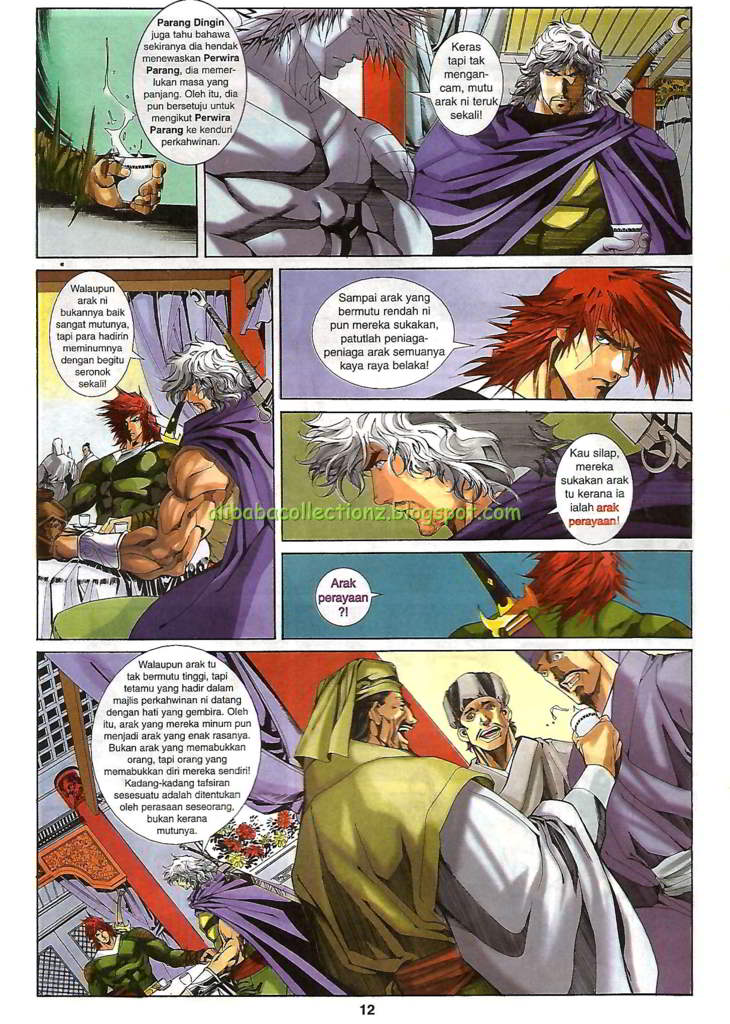 Parang Dingin
juga tahu bahawa
sekiranya dia hendak
menewaskan Perwira
Parang, dia memer-
lukan masa yang
panjang. Oleh itu, dia
pun bersetuju untuk
mengikut Perwira
Parang ke kenduri
perkahwinan.
Keras
tapi tak
mengan-
cam, mutu
arak ni teruk
sekali!
Walaupun
arak ni
bukannya baik
sangat mutunya,
tapi para hadirin
meminumnya
dengan begitu
seronok
sekali!
Sampai arak yang
bermutu rendah ni
pun mereka sukakan,
patutlah peniaga-
peniaga arak semuanya
kaya raya belaka!
Kau silap,
mereka
sukakan arak
tu kerana ia
ialah arak
perayaan!
airbabacollectionz.blogspot.com
Arak
perayaan
?!
Walaupun arak tu
tak bermutu tinggi, tapi
tetamu yang hadir dalam
majlis perkahwinan ni datang
dengan hati yang gembira. Oleh
itu, arak yang mereka minum pun
menjadi arak yang enak rasanya.
Bukan arak yang memabukkan
orang, tapi orang yang
memabukkan diri mereka sendiri!
Kadang-kadang tafsiran
sesesuatu adalah ditentukan
oleh perasaan seseorang,
bukan kerana
mutunya.
12